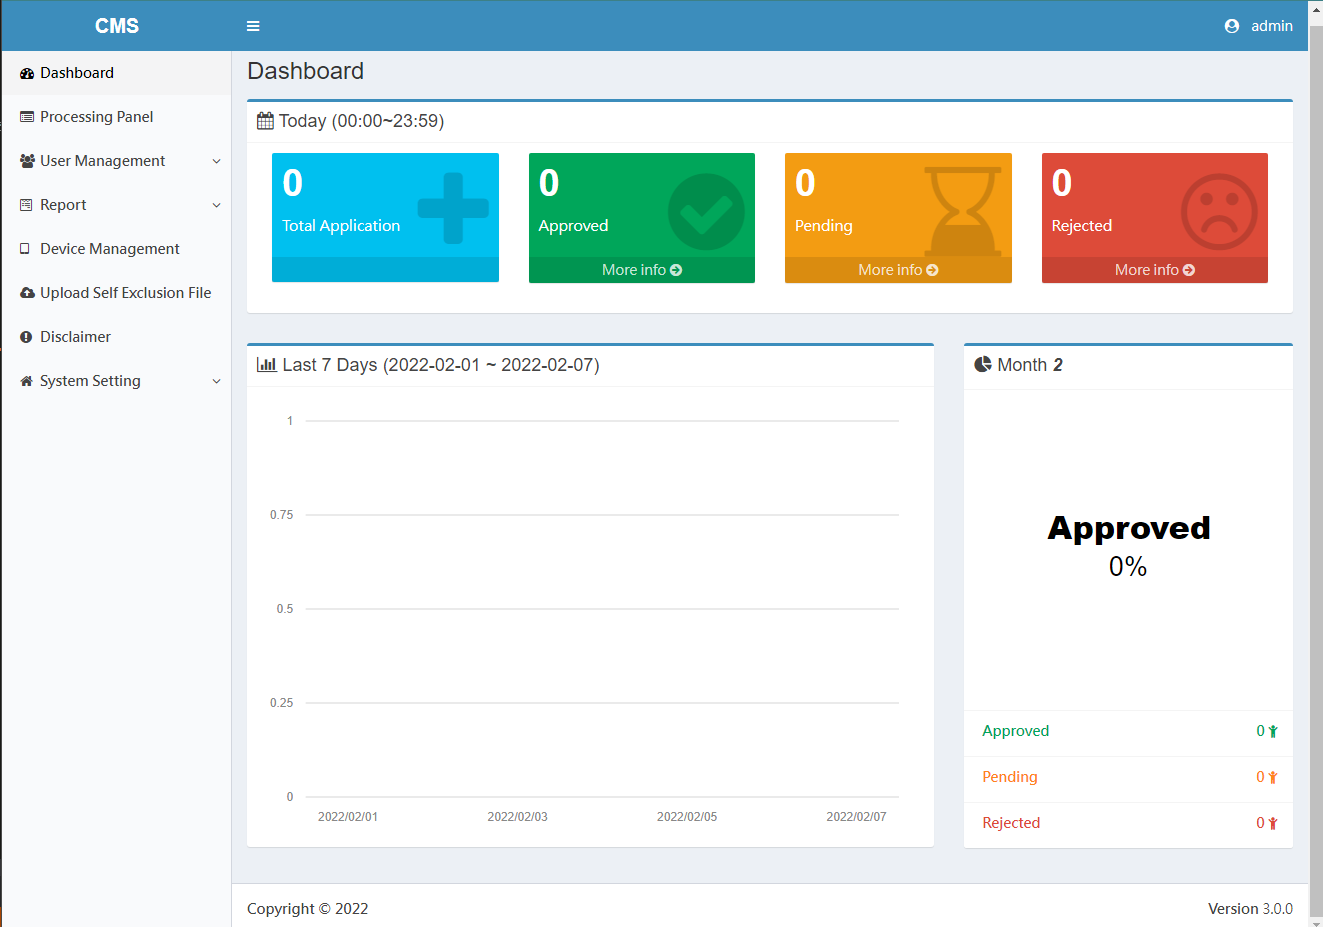 CMS
admin
Dashboard
Processing Panel
User Management
Report
Device Management
Upload Self Exclusion File
Disclaimer
System Setting
Dashboard
Today (00:00~23:59)
0
Total Application
0
Approved
More info
0
Pending
More info
0
Rejected
More info
Last 7 Days (2022-02-01 ~ 2022-02-07)
1
0.75
0.5
0.25
0
2022/02/01 2022/02/03 2022/02/05 2022/02/07
Month 2
Approved
0%
Approved 0
Pending 0
Rejected 0
Copyright © 2022
Version 3.0.0